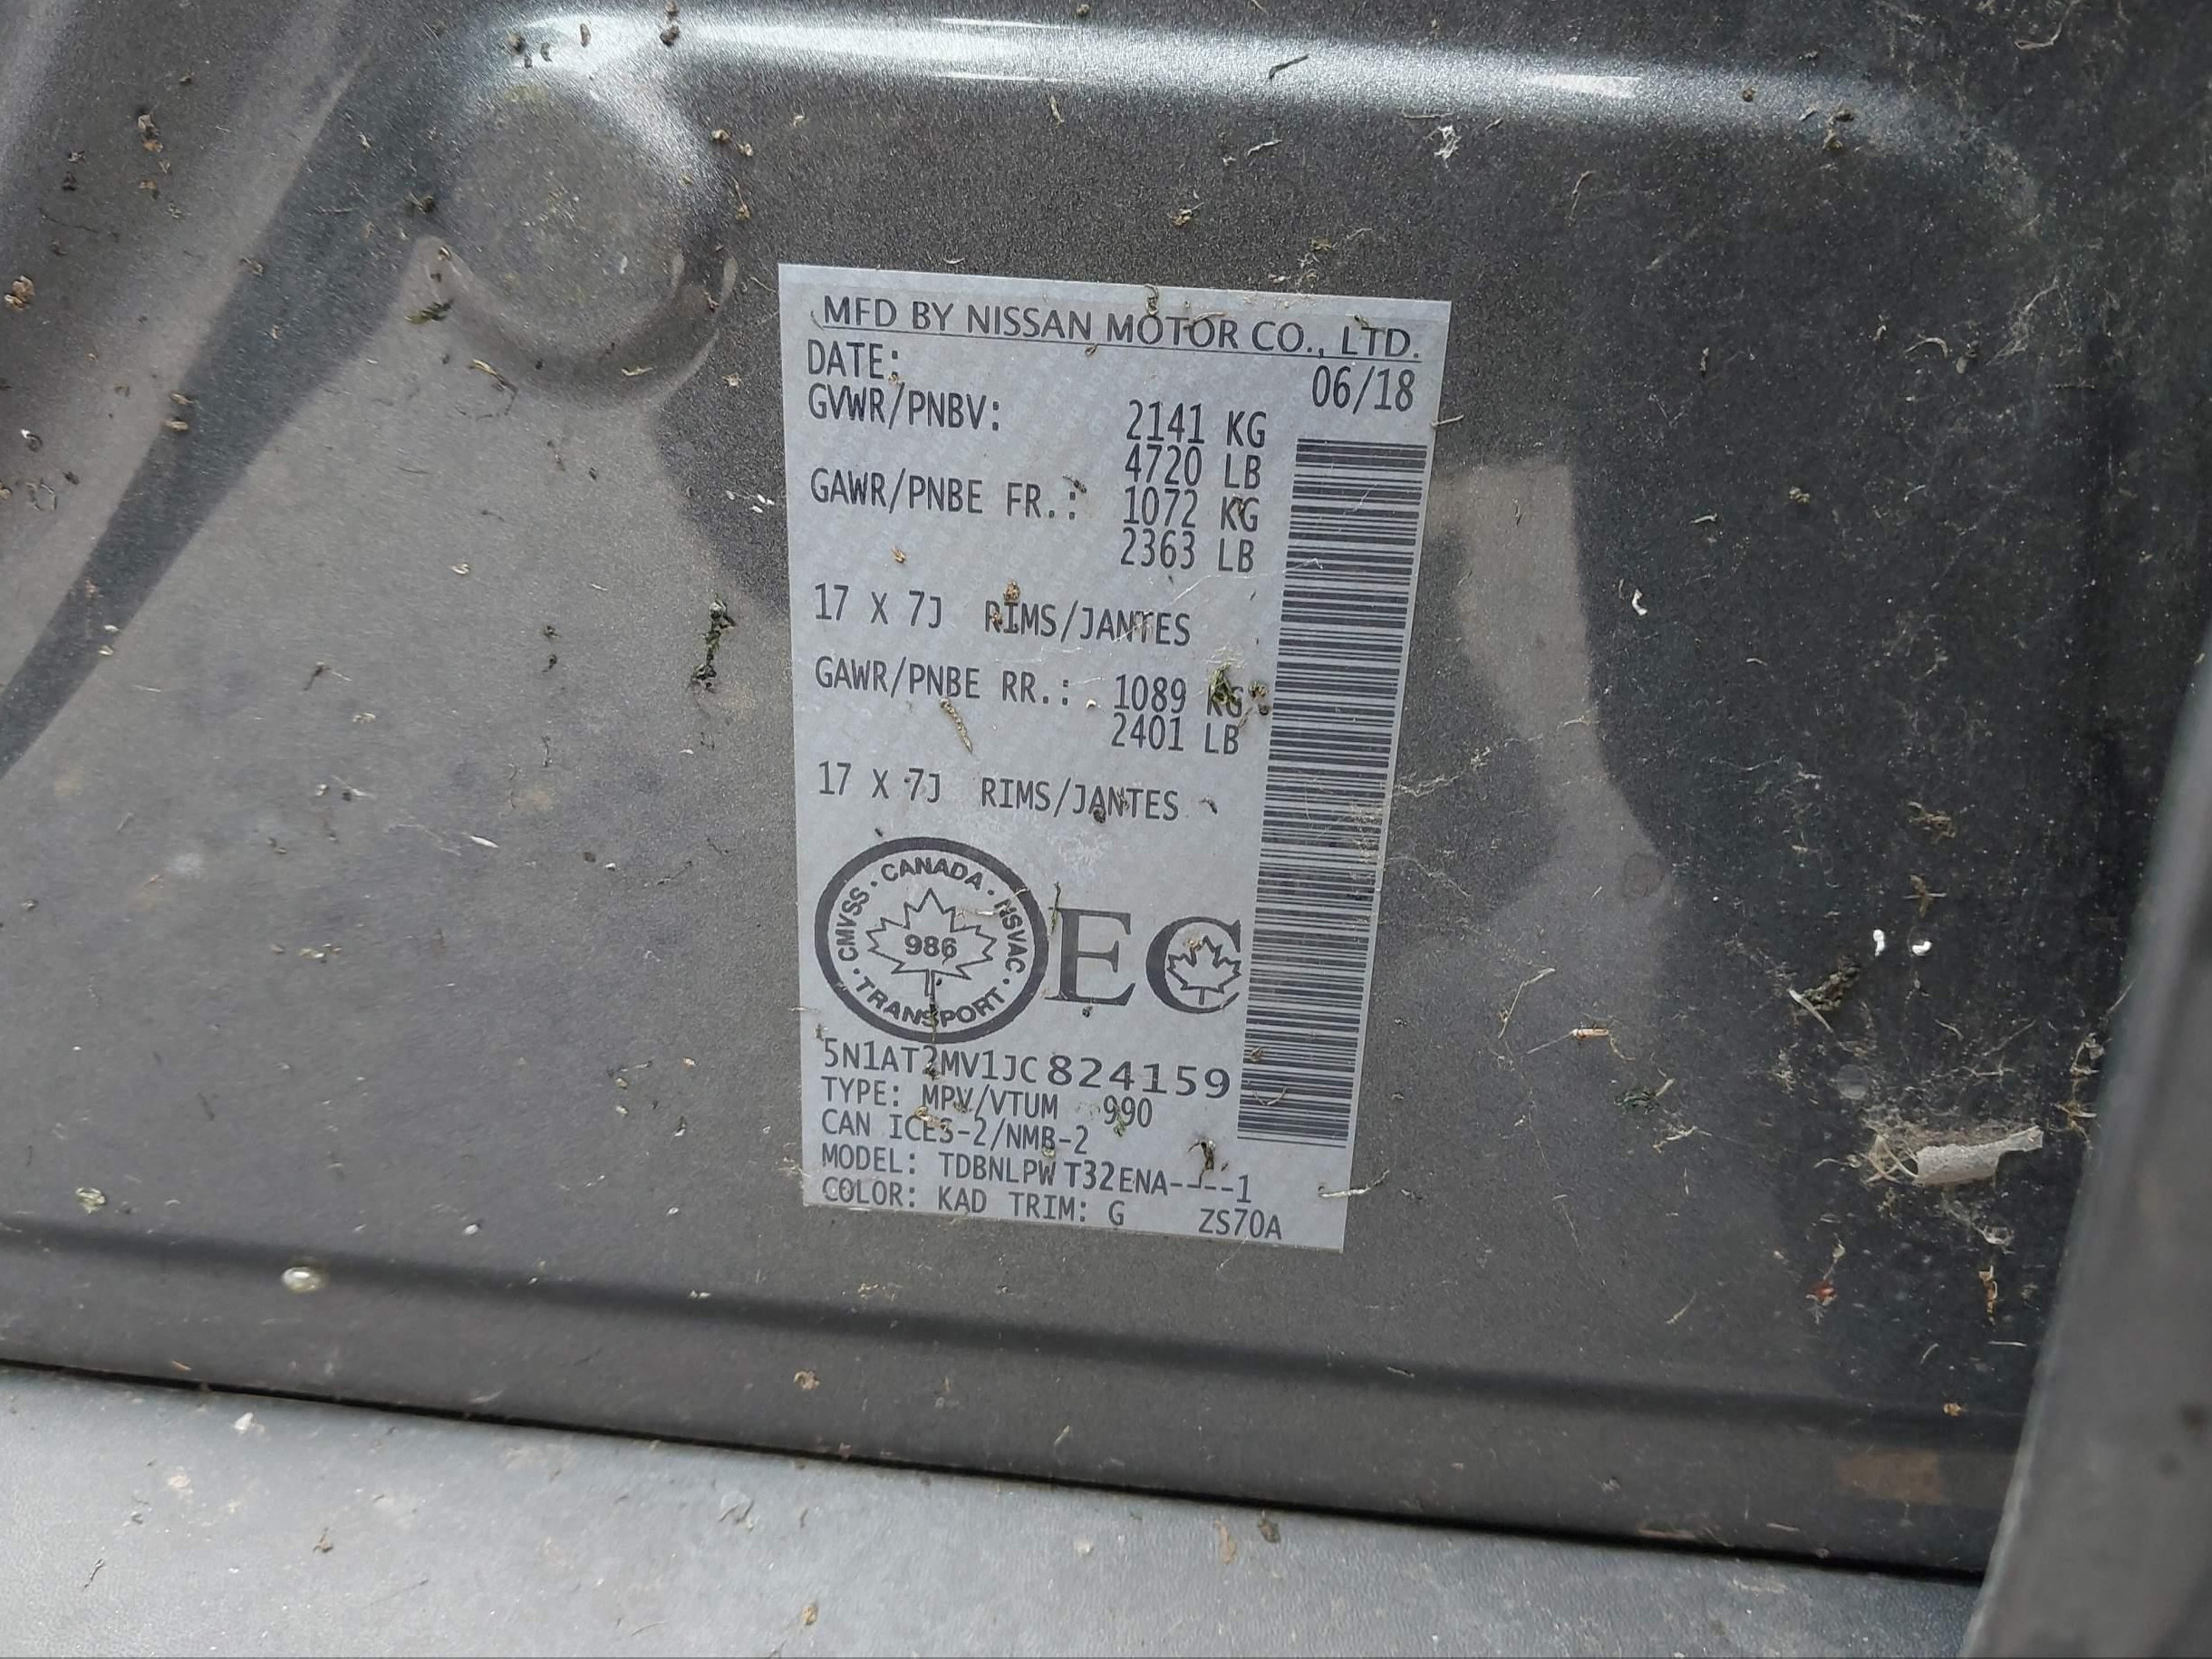 MFD BY NISSAN MOTOR CO., LTD.
DATE: 06/18
GVWR/PNBV: 2141 KG
4720 LB
GAWR/PNBE FR.: 1072 KG
2363 LB
17 X 7J RIMS/JANTES
GAWR/PNBE RR.: 1089 KG
2401 LB
17 X 7J RIMS/JANTES
CMVSS · CANADA · NSVAC · TRANSPORT ·
986
EC
5N1AT2MV1JC824159
TYPE: MPV/VTUM 990
CAN ICES-2/NMB-2
MODEL: TDBNLPW T32ENA----1
COLOR: KAD TRIM: G ZS70A